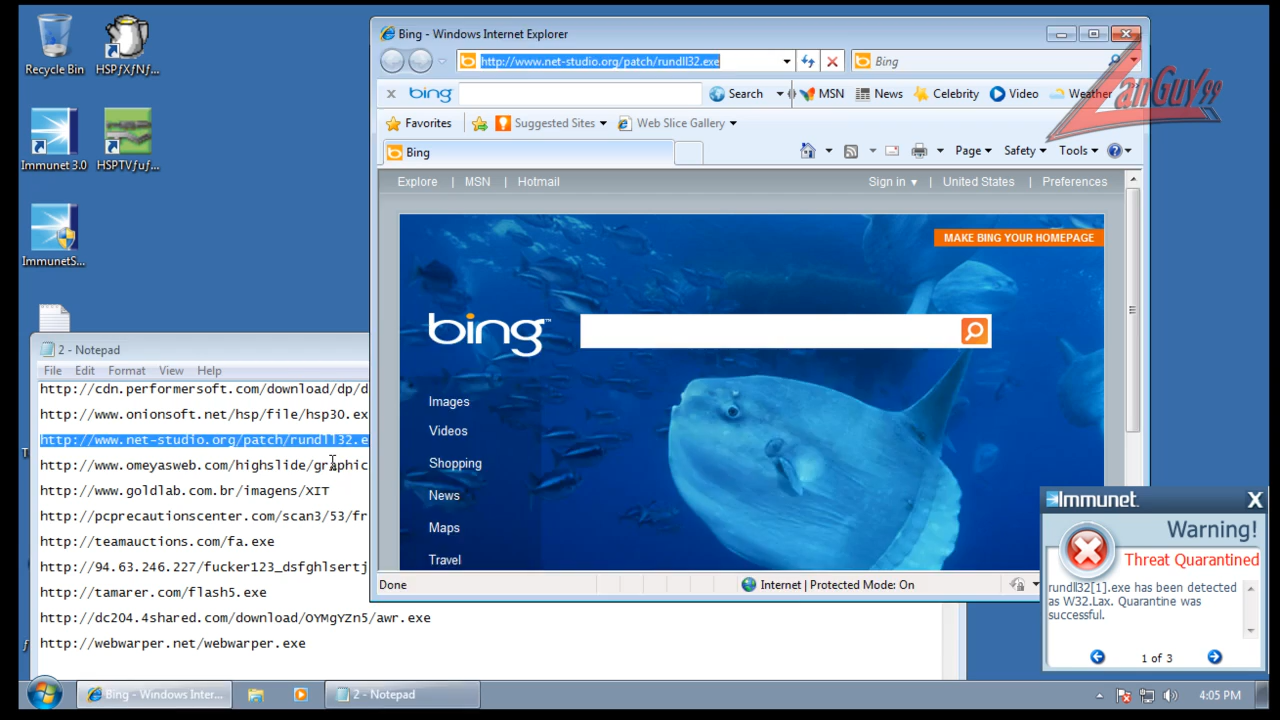 Recycle Bin
HSPƒXƒNƒ...
Immunet 3.0
HSPTVƒuƒ...
ImmunetS...
Bing - Windows Internet Explorer
http://www.net-studio.org/patch/rundll32.exe
Bing
x bing
Search
MSN
News
Celebrity
Video
Weather
Favorites
Suggested Sites
Web Slice Gallery
Bing
Page
Safety
Tools
Explore | MSN | Hotmail
Sign in | United States | Preferences
MAKE BING YOUR HOMEPAGE
bing™
Images
Videos
Shopping
News
Maps
Travel
Done
Internet | Protected Mode: On
2 - Notepad
File Edit Format View Help
http://cdn.performersoft.com/download/dp/d
http://www.onionsoft.net/hsp/file/hsp30.ex
http://www.net-studio.org/patch/rundll32.e
http://www.omeyasweb.com/highslide/graphic
http://www.goldlab.com.br/imagens/XIT
http://pcprecautionscenter.com/scan3/53/fr
http://teamauctions.com/fa.exe
http://94.63.246.227/fucker123_dsfghlsertj
http://tamarer.com/flash5.exe
http://dc204.4shared.com/download/OYMgYZn5/awr.exe
http://webwarper.net/webwarper.exe
Immunet.
X
Warning!
Threat Quarantined
rundll32[1].exe has been detected
as W32.Lax. Quarantine was
successful.
1 of 3
Bing - Windows Inter...
2 - Notepad
4:05 PM